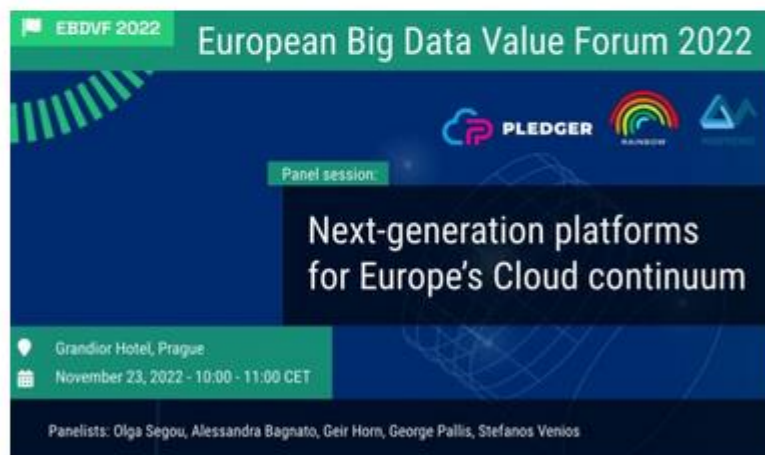 EBDVF 2022
European Big Data Value Forum 2022
PLEDGER
RAINBOW
Panel session:
Next-generation platforms
for Europe's Cloud continuum
Grandior Hotel, Prague
November 23, 2022 - 10:00 - 11:00 CET
Panelists: Olga Segou, Alessandra Bagnato, Geir Horn, George Pallis, Stefanos Venios